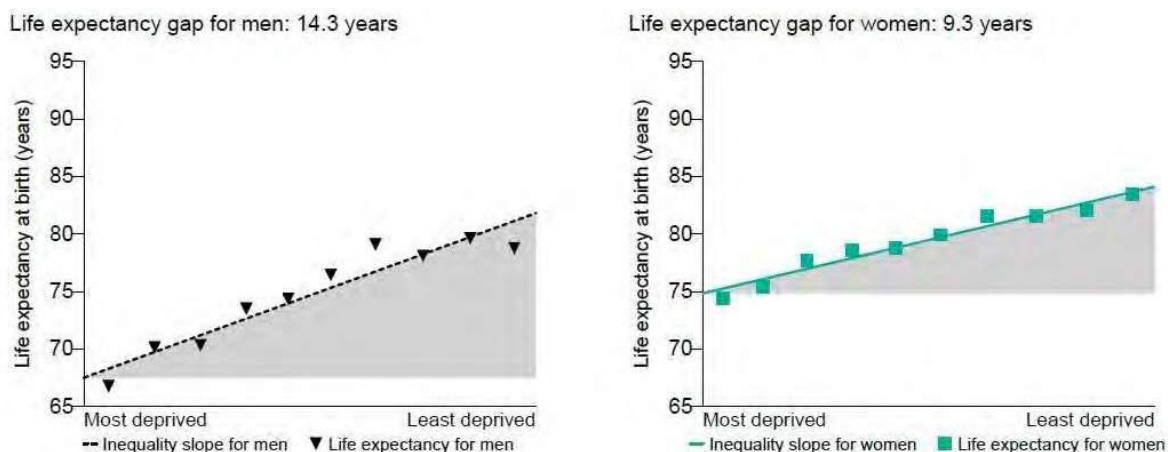 Life expectancy gap for men: 14.3 years
Life expectancy at birth (years)
95
90
85
80
75
70
65
Most deprived
Least deprived
Inequality slope for men
Life expectancy for men
Life expectancy gap for women: 9.3 years
Life expectancy at birth (years)
95
90
85
80
75
70
65
Most deprived
Least deprived
Inequality slope for women
Life expectancy for women